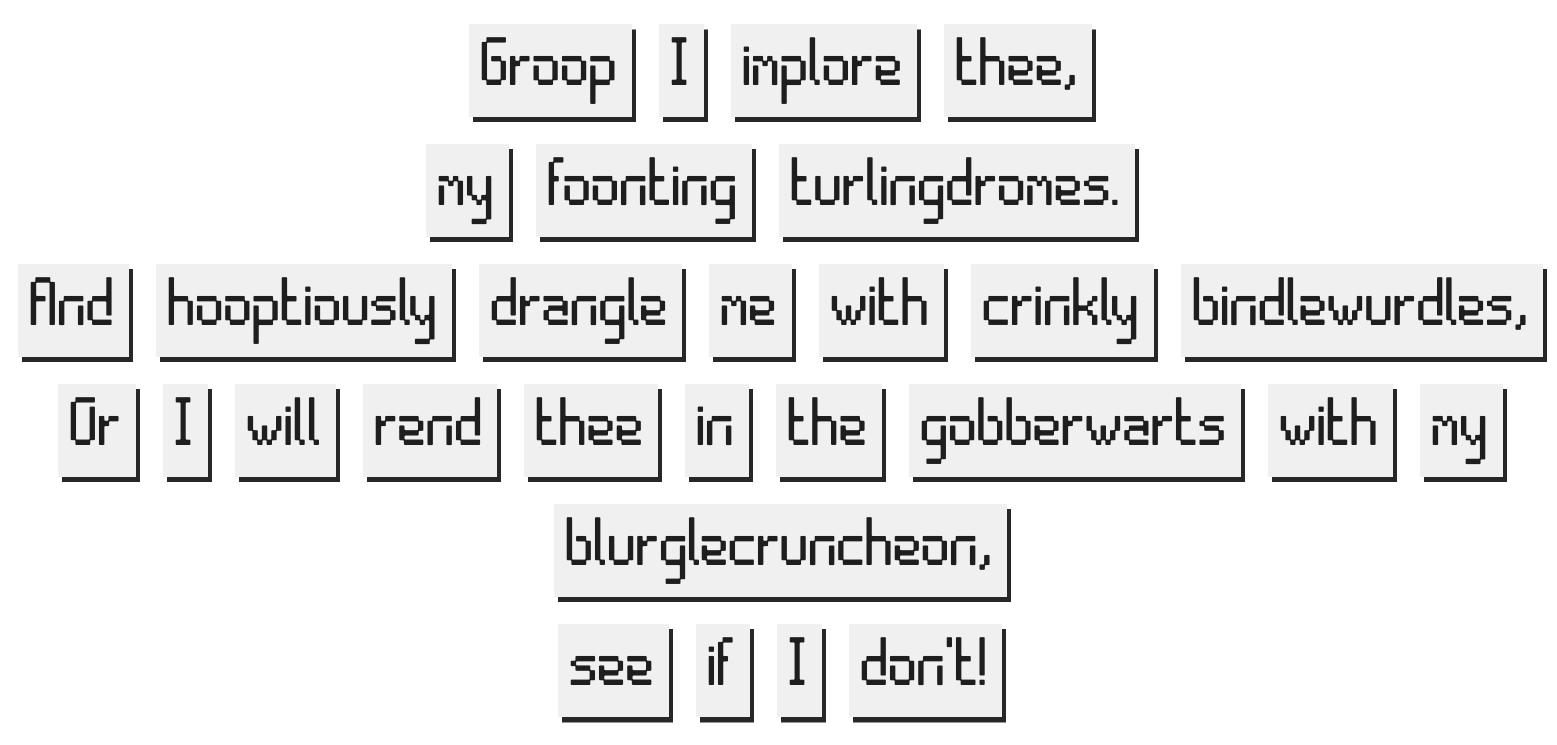 Groop I implore thee,
my foonting turlingdromes.
And hooptiously drangle me with crinkly bindlewurdles,
Or I will rend thee in the gobberwarts with my
blurglecruncheon,
see if I don't!